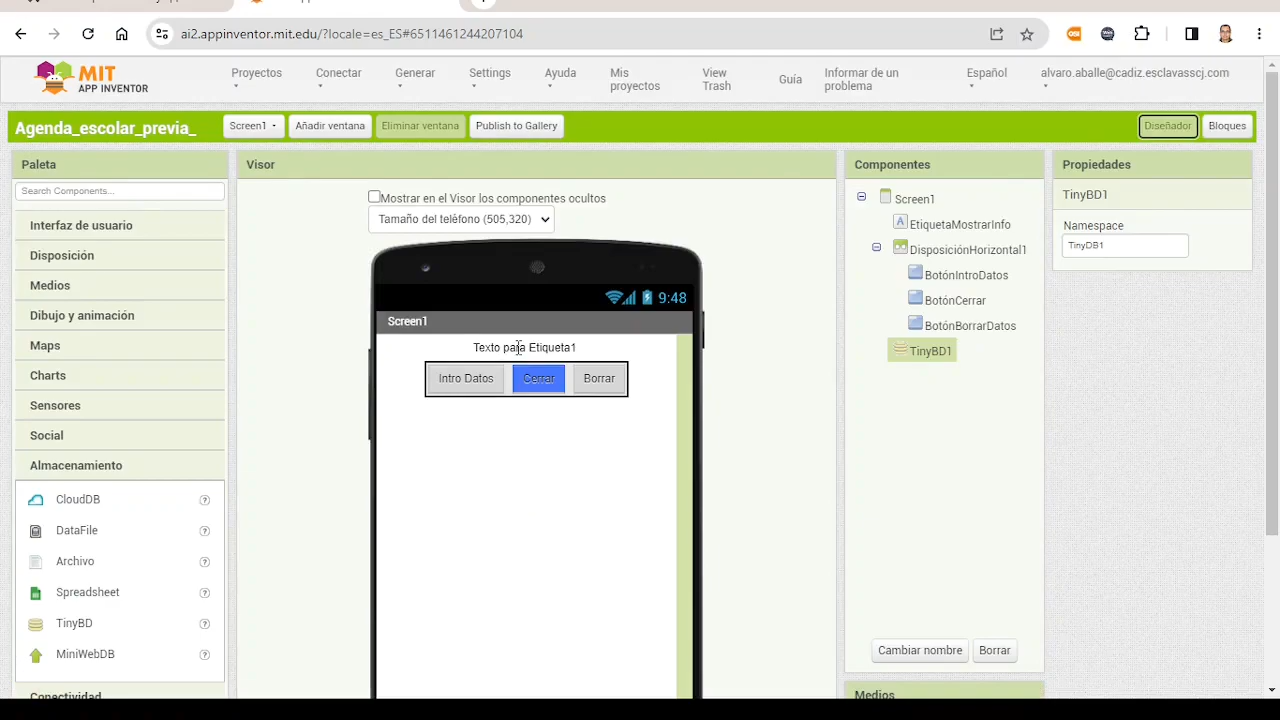 ai2.appinventor.mit.edu/?locale=es_ES#6511461244207104
MIT
APP INVENTOR
Proyectos
Conectar
Generar
Settings
Ayuda
Mis proyectos
View Trash
Guía
Informar de un problema
Español
alvaro.aballe@cadiz.esclavasscj.com
Agenda_escolar_previa_
Screen1
Añadir ventana
Eliminar ventana
Publish to Gallery
Diseñador
Bloques
Paleta
Search Components...
Interfaz de usuario
Disposición
Medios
Dibujo y animación
Maps
Charts
Sensores
Social
Almacenamiento
CloudDB
DataFile
Archivo
Spreadsheet
TinyBD
MiniWebDB
Conectividad
Visor
Mostrar en el Visor los componentes ocultos
Tamaño del teléfono (505,320)
9:48
Screen1
Texto para Etiqueta1
Intro Datos
Cerrar
Borrar
Componentes
Screen1
EtiquetaMostrarInfo
DisposiciónHorizontal1
BotónIntroDatos
BotónCerrar
BotónBorrarDatos
TinyBD1
Cambiar nombre
Borrar
Medios
Propiedades
TinyBD1
Namespace
TinyDB1